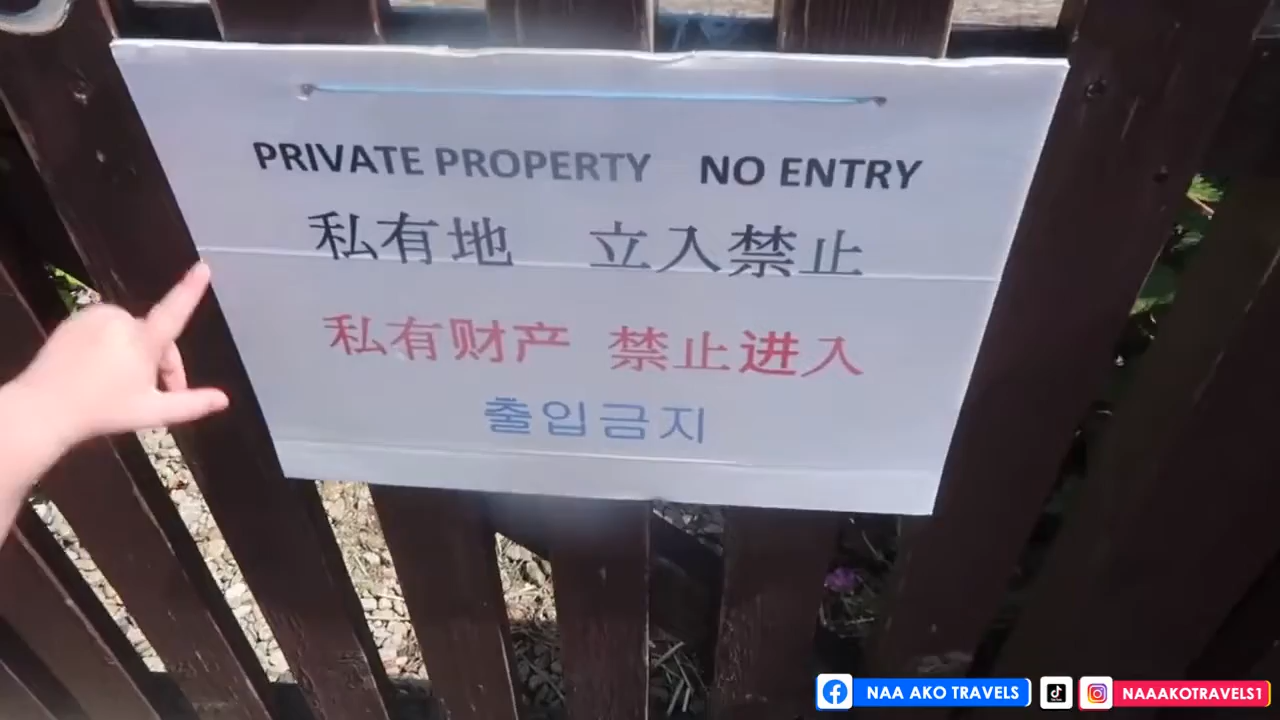 PRIVATE PROPERTY NO ENTRY
私有地 立入禁止
私有财产 禁止进入
출입금지
NAA AKO TRAVELS NAAAKOTRAVELS1